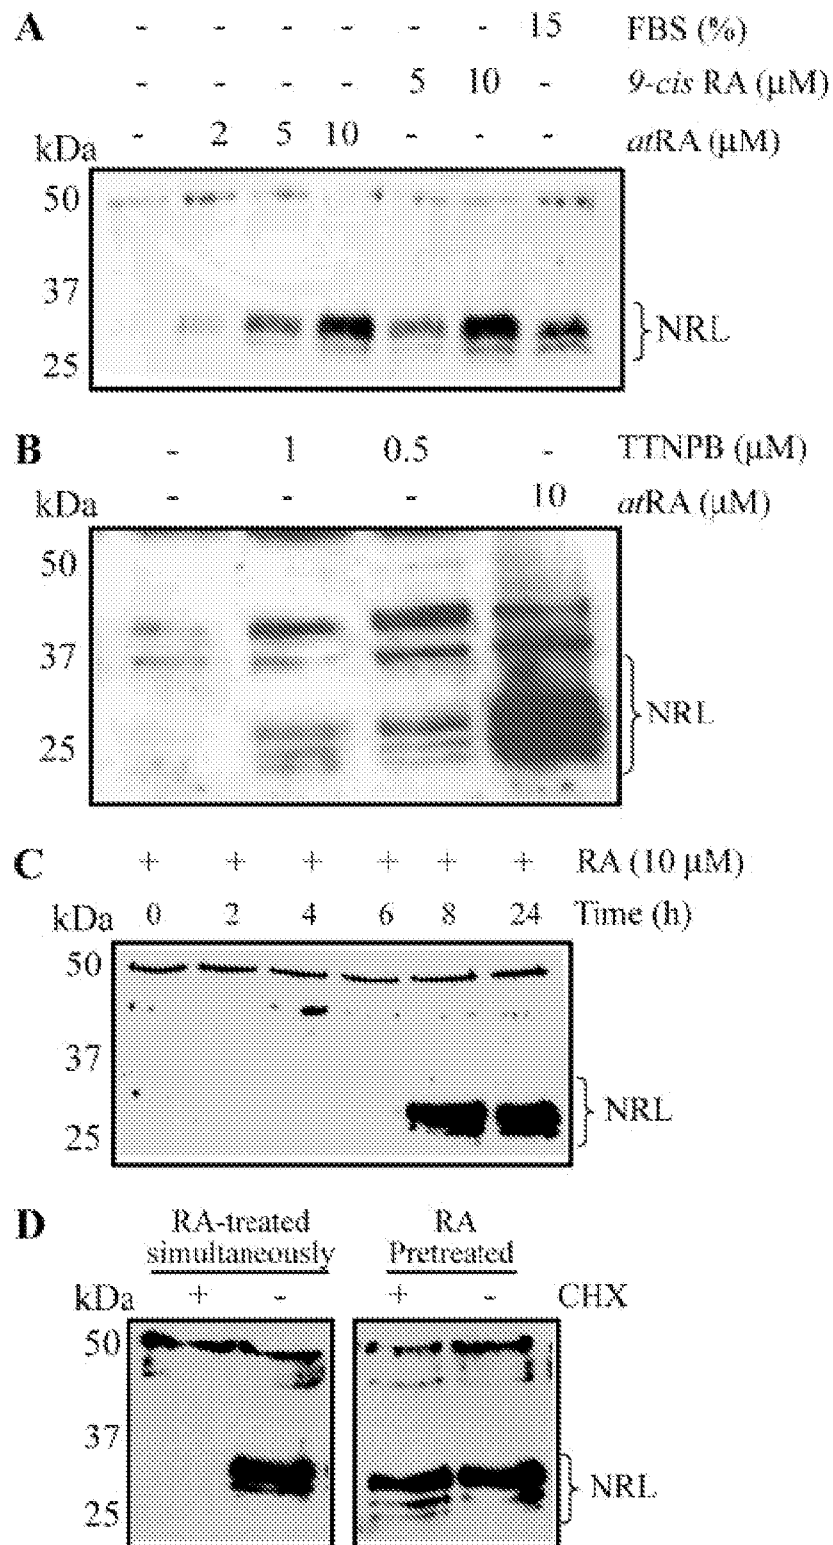 A - - - - - - 15 FBS (%)
- - - - 5 10 - 9-cis RA (μM)
- 2 5 10 - - - atRA (μM)
kDa
50
37
NRL
25
B - 1 0.5 - TTNPB (μM)
- - - 10 atRA (μM)
kDa
50
37
NRL
25
C + + + + + + RA (10 μM)
kDa 0 2 4 6 8 24 Time (h)
50
37
NRL
25
D RA-treated simultaneously
RA Pretreated
kDa + - + - CHX
50
37
NRL
25